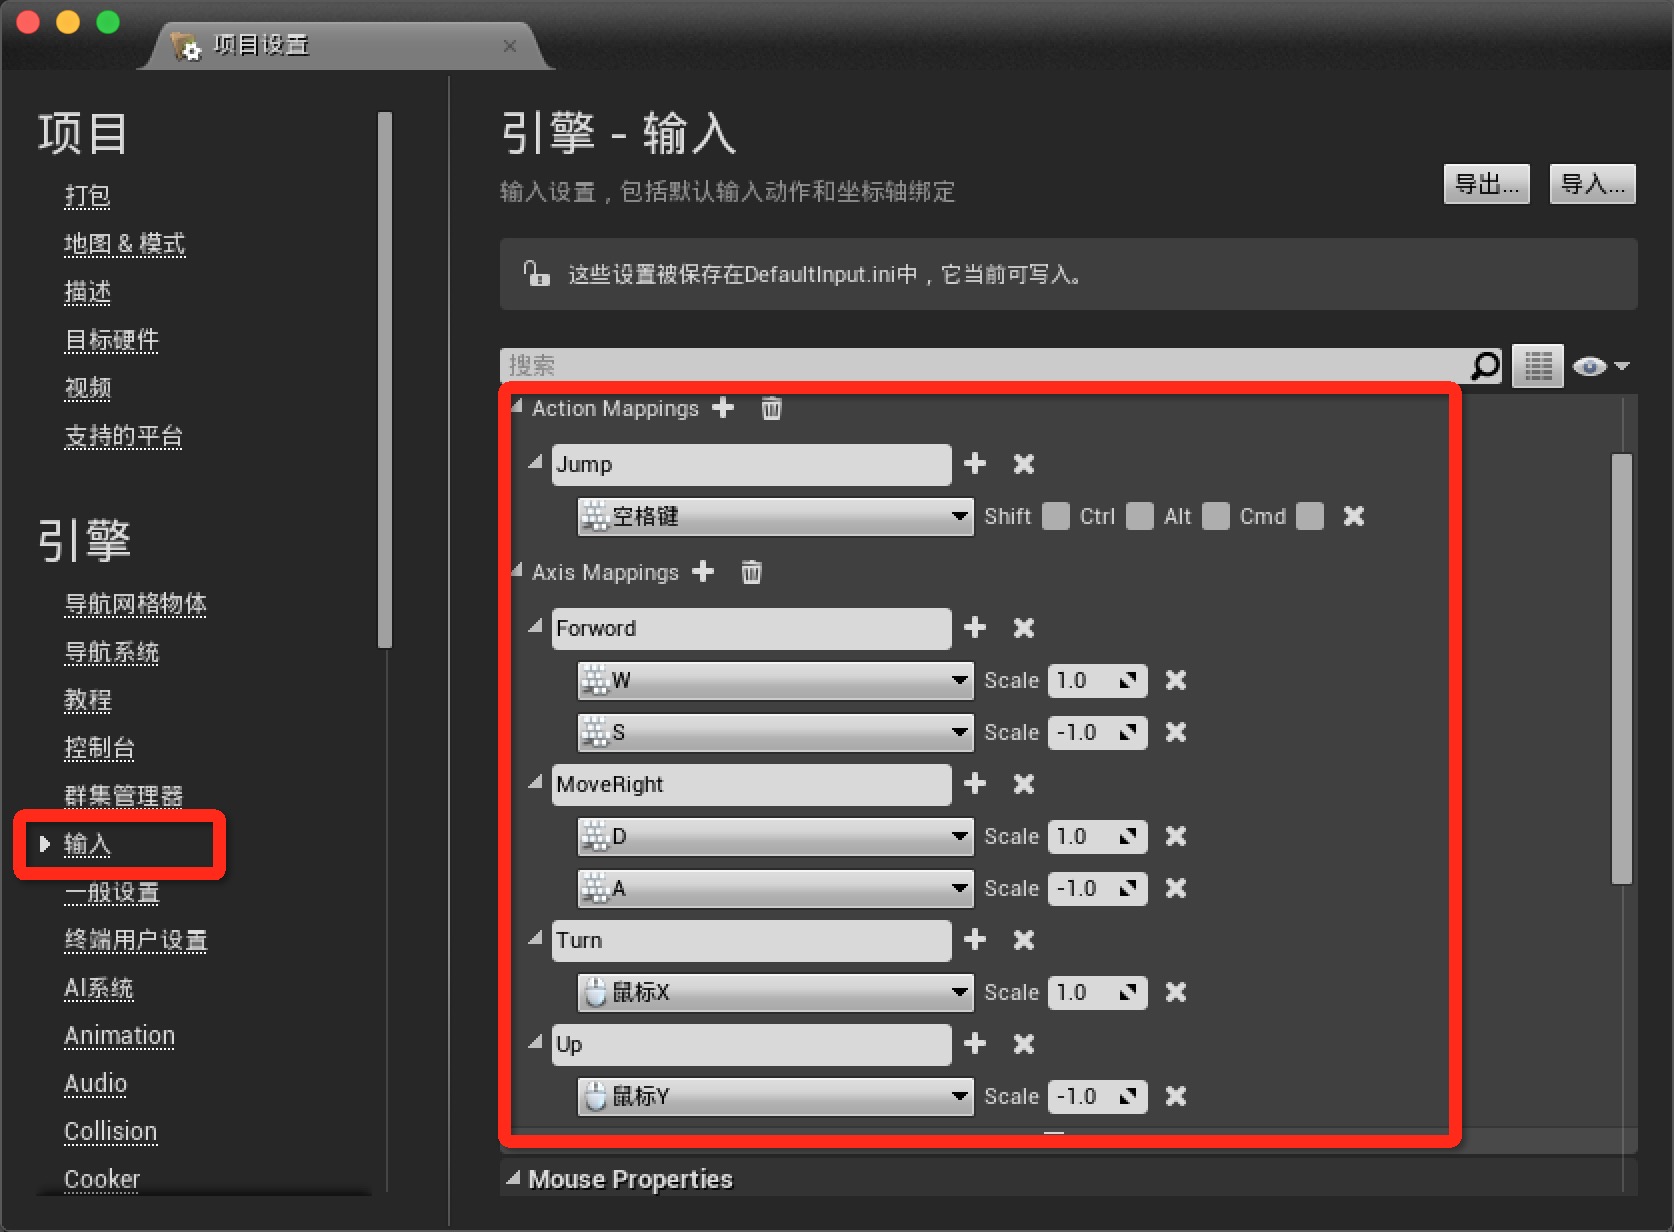 项目设置
项目
打包
地图 & 模式
描述
目标硬件
视频
支持的平台
引擎
导航网格物体
导航系统
教程
控制台
群集管理器
输入
一般设置
终端用户设置
AI系统
Animation
Audio
Collision
Cooker
引擎 - 输入
输入设置，包括默认输入动作和坐标轴绑定
导出... 导入...
这些设置被保存在DefaultInput.ini中，它当前可写入。
搜索
Action Mappings
Jump
空格键 Shift Ctrl Alt Cmd
Axis Mappings
Forword
W Scale 1.0
S Scale -1.0
MoveRight
D Scale 1.0
A Scale -1.0
Turn
鼠标X Scale 1.0
Up
鼠标Y Scale -1.0
Mouse Properties